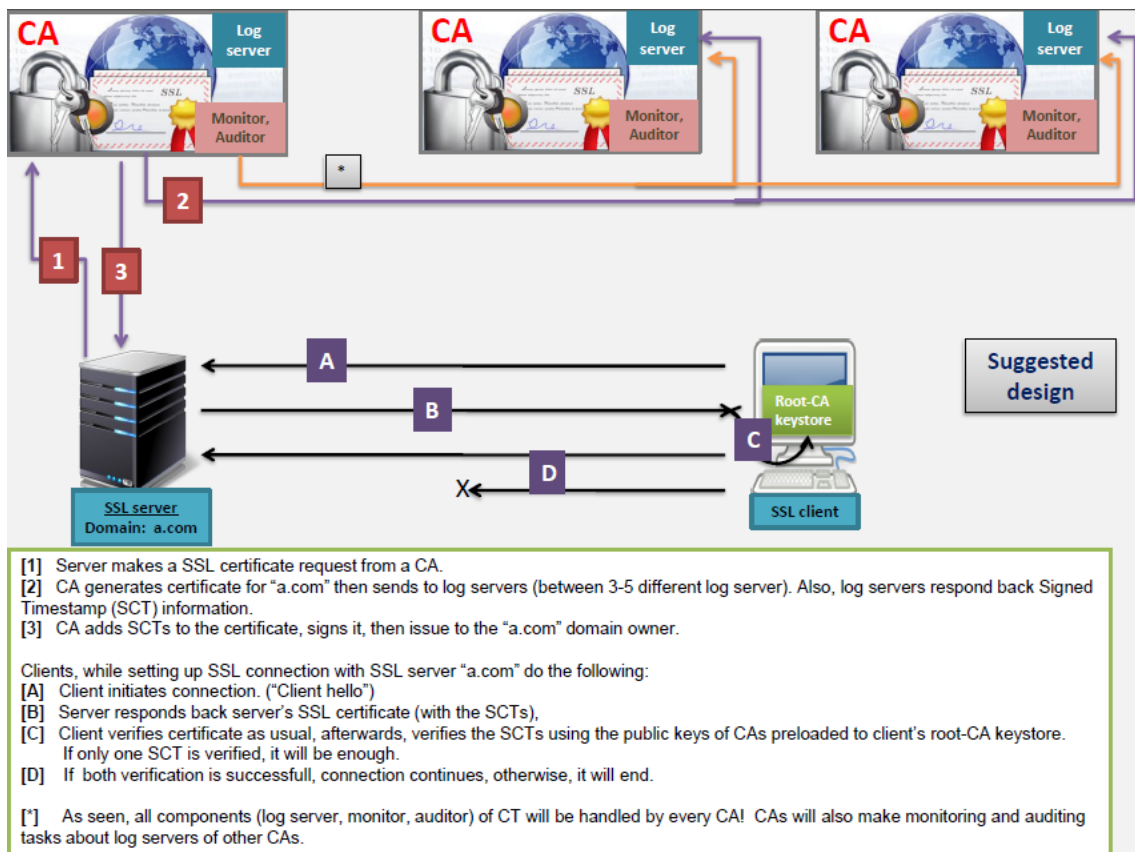 CA
Log
server
Monitor,
Auditor
SSL
CA
Log
server
Monitor,
Auditor
SSL
CA
Log
server
Monitor,
Auditor
SSL
*
2
1
3
A
B
C
D
X
Root-CA
keystore
Suggested
design
SSL server
Domain: a.com
SSL client
[1] Server makes a SSL certificate request from a CA.
[2] CA generates certificate for “a.com” then sends to log servers (between 3-5 different log server). Also, log servers respond back Signed
Timestamp (SCT) information.
[3] CA adds SCTs to the certificate, signs it, then issue to the “a.com” domain owner.
Clients, while setting up SSL connection with SSL server “a.com” do the following:
[A] Client initiates connection. (“Client hello”)
[B] Server responds back server’s SSL certificate (with the SCTs),
[C] Client verifies certificate as usual, afterwards, verifies the SCTs using the public keys of CAs preloaded to client’s root-CA keystore.
If only one SCT is verified, it will be enough.
[D] If both verification is successfull, connection continues, otherwise, it will end.
[*] As seen, all components (log server, monitor, auditor) of CT will be handled by every CA! CAs will also make monitoring and auditing
tasks about log servers of other CAs.